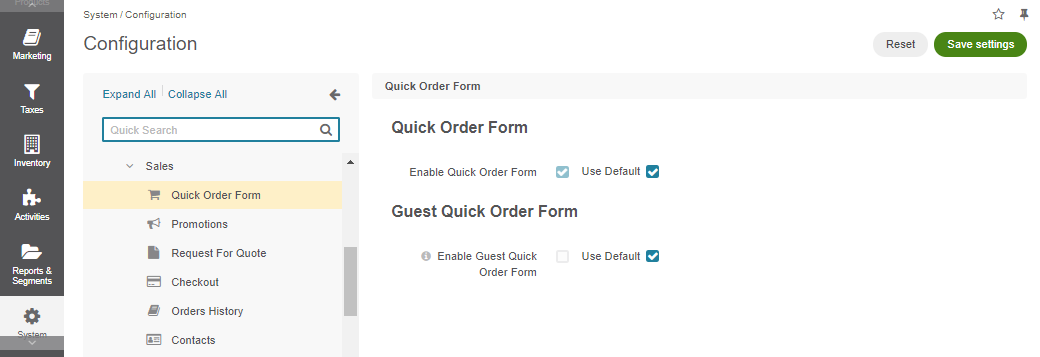 Products
Marketing
Taxes
Inventory
Activities
Reports &
Segments
System
System / Configuration
Configuration
Reset
Save settings
Expand All
Collapse All
Quick Search
Sales
Quick Order Form
Promotions
Request For Quote
Checkout
Orders History
Contacts
Quick Order Form
Quick Order Form
Enable Quick Order Form
Use Default
Guest Quick Order Form
Enable Guest Quick
Order Form
Use Default